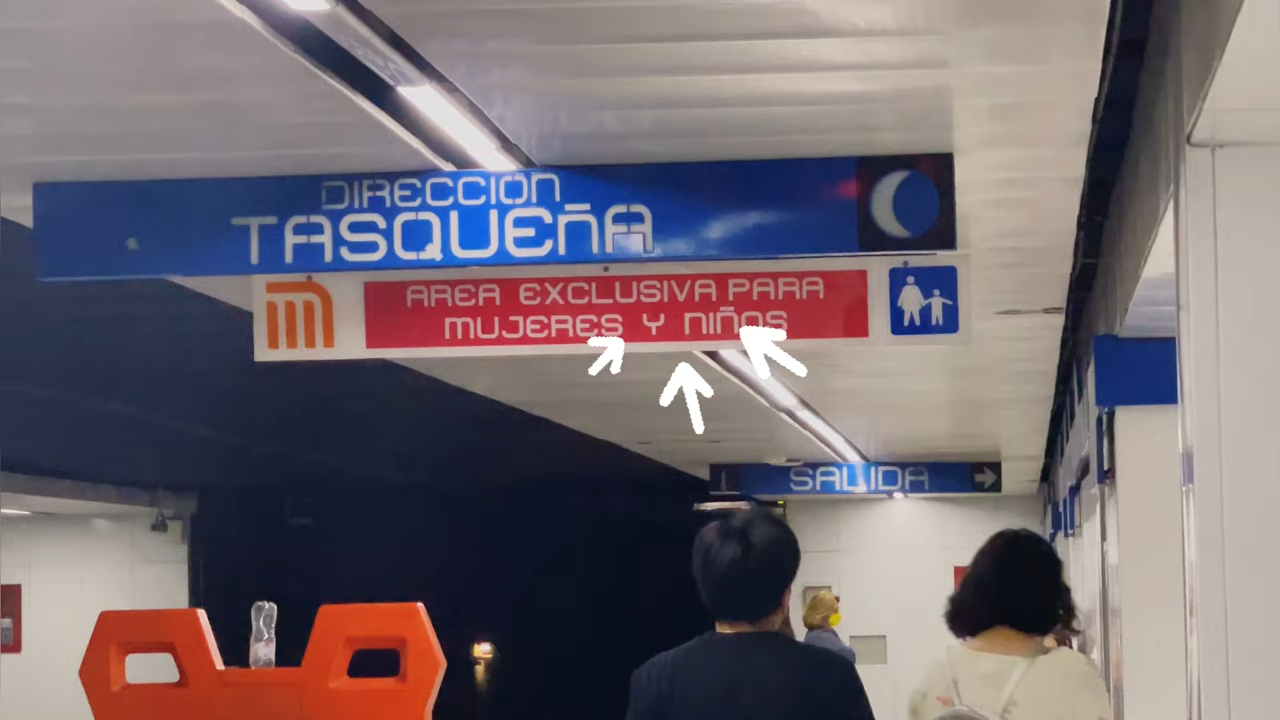 DIRECCIÓN
TASQUEÑA
AREA EXCLUSIVA PARA
MUJERES Y NIÑOS
SALIDA